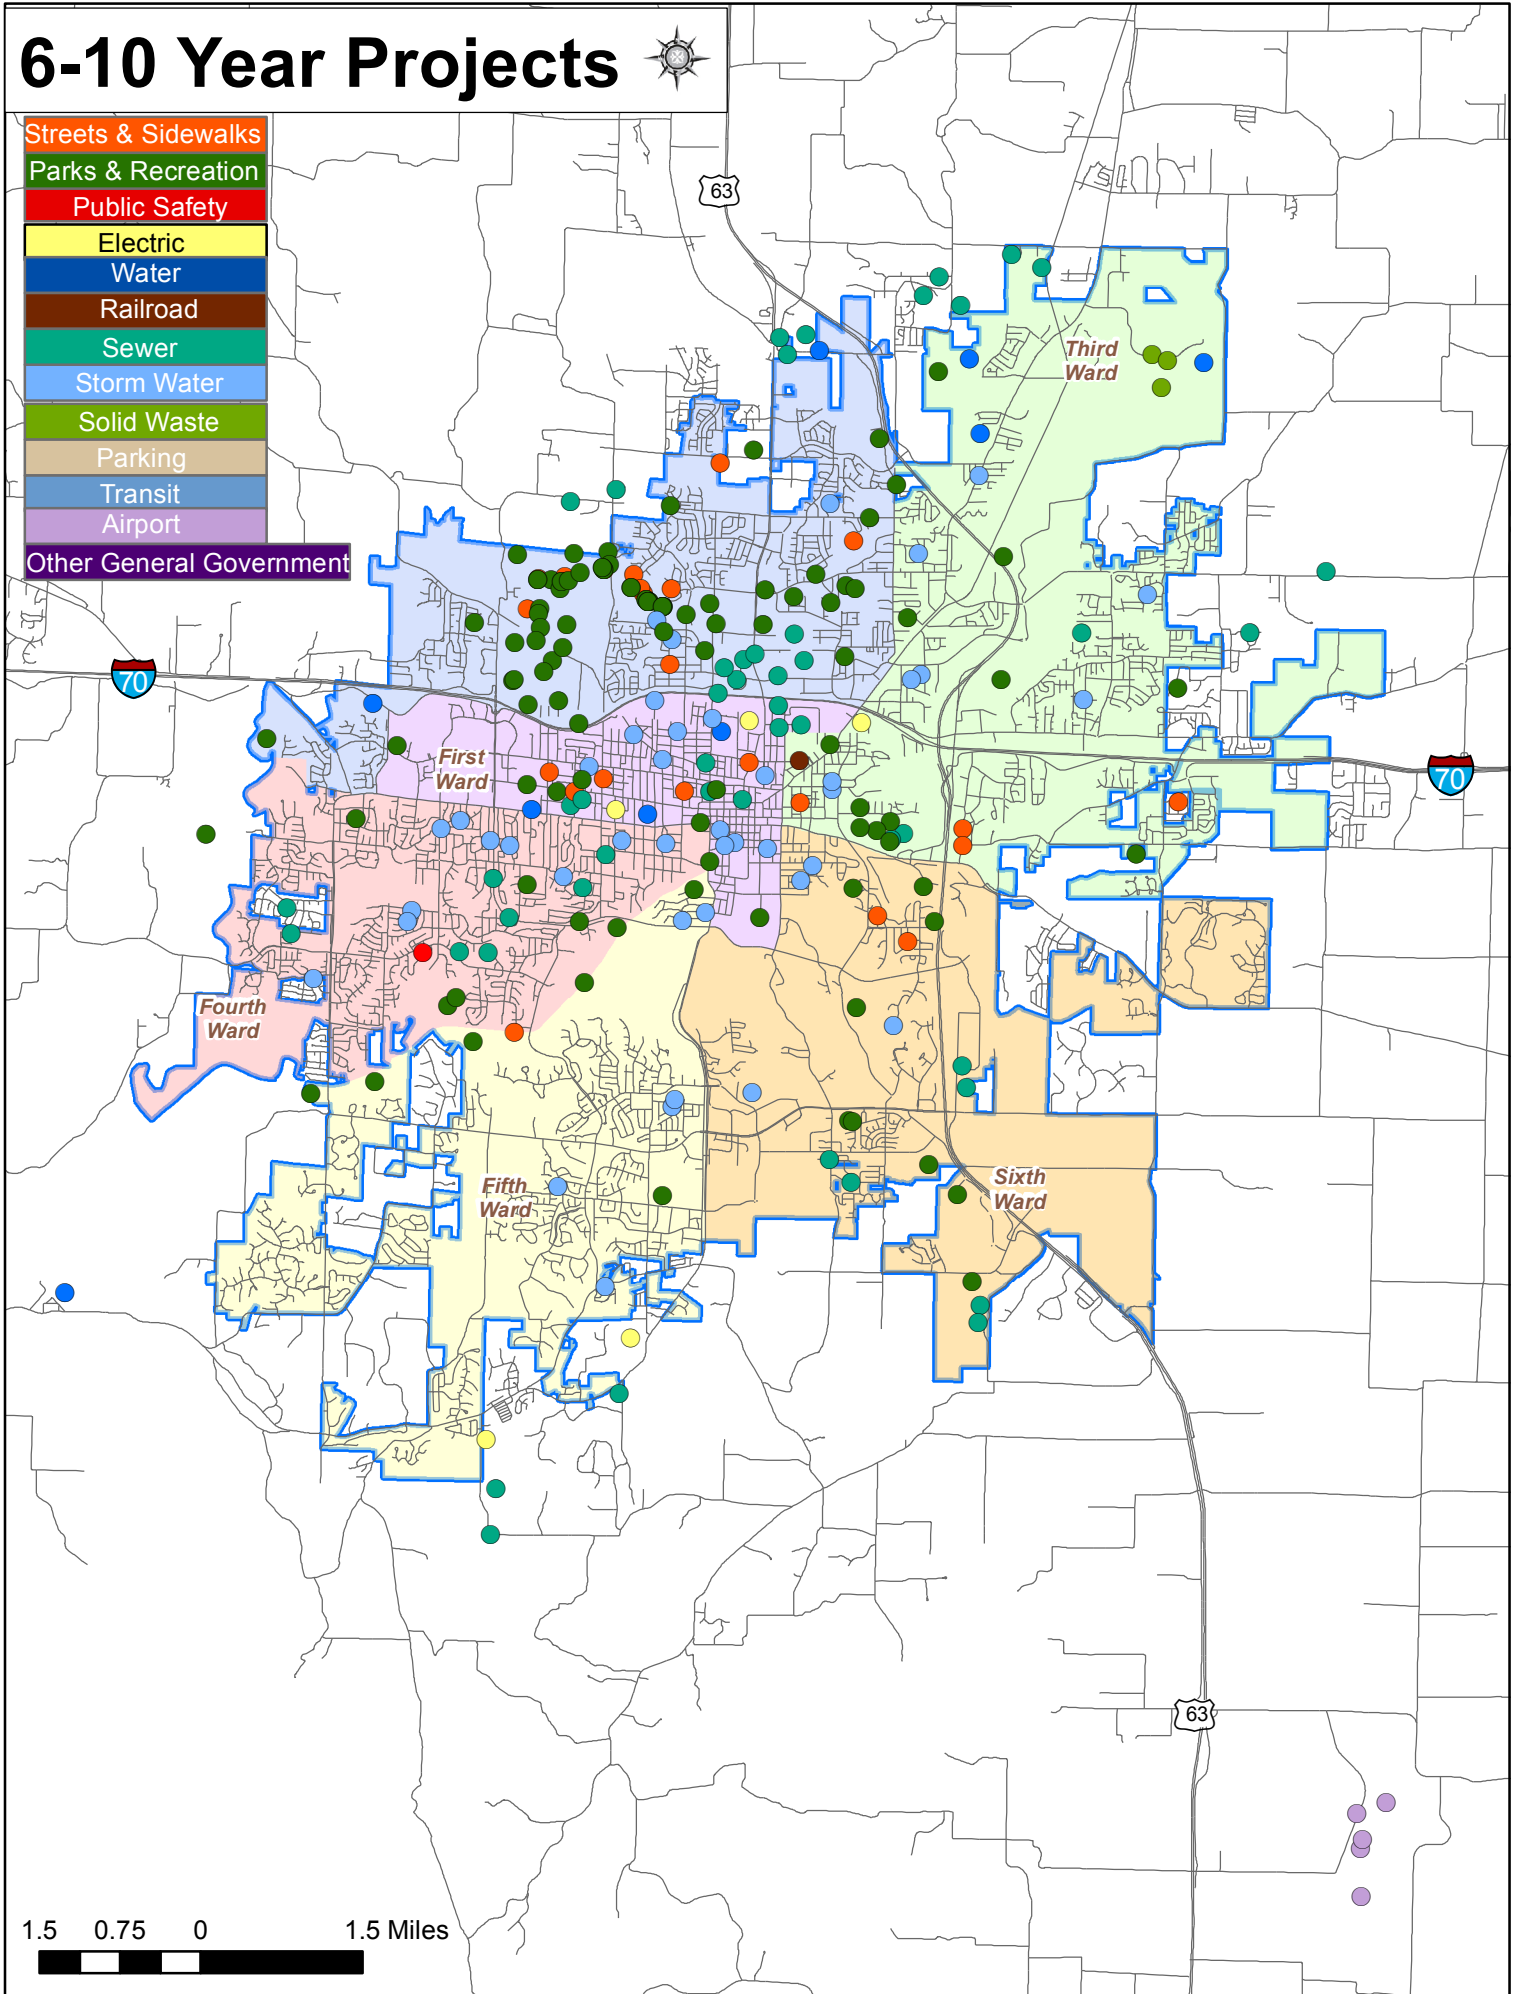 6-10 Year Projects
Streets & Sidewalks
Parks & Recreation
Public Safety
Electric
Water
Railroad
Sewer
Storm Water
Solid Waste
Parking
Transit
Airport
Other General Government
63
Third
Ward
70
First
Ward
70
Fourth
Ward
Fifth
Ward
Sixth
Ward
63
1.5 0.75 0 1.5 Miles